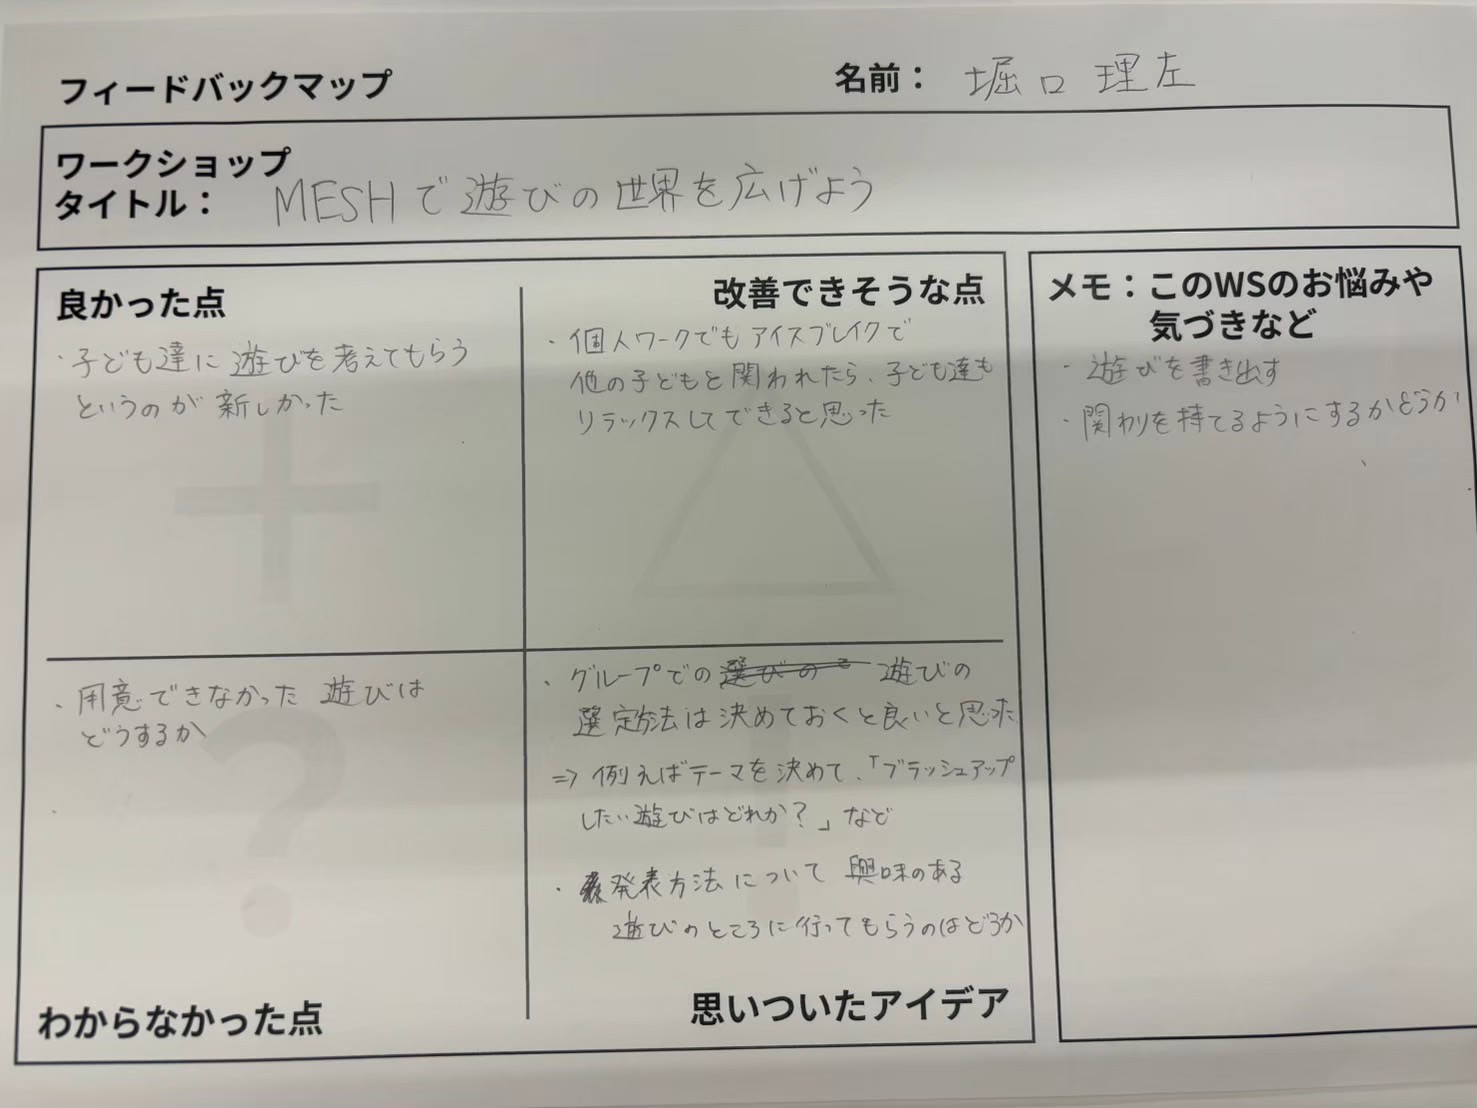 フィードバックマップ
名前： 堀口 理左
ワークショップ
タイトル： MESHで遊びの世界を広げよう
良かった点
・子ども達に遊びを考えてもらう
というのが新しかった
改善できそうな点
・個人ワークでもアイスブレイクで
他の子どもと関われたら、子ども達も
リラックスしてできると思った
わからなかった点
・用意できなかった遊びは
どうするか
思いついたアイデア
・グループでの 遊びの
選定方法は決めておくと良いと思った
⇒ 例えばテーマを決めて、「ブラッシュアップ
したい遊びはどれか？」など
・発表方法について 興味のある
遊びのところに行ってもらうのはどうか
メモ：このWSのお悩みや
気づきなど
・遊びを書き出す
・関わりを持てるようにするかどうか